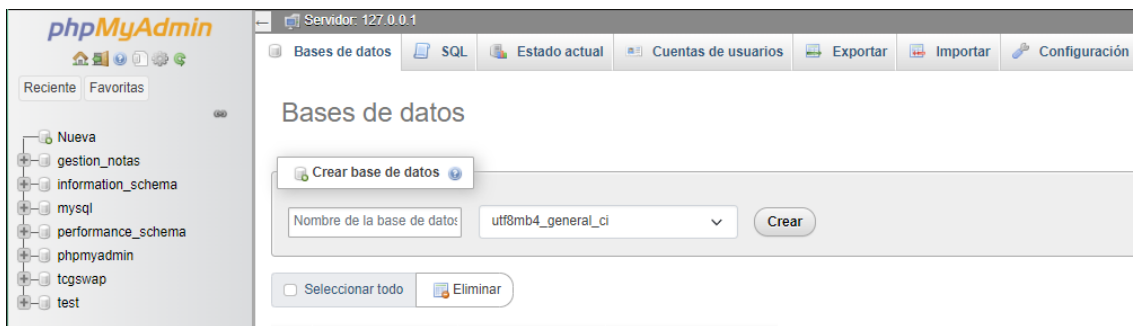 phpMyAdmin
Reciente Favoritas
Nueva
gestion_notas
information_schema
mysql
performance_schema
phpmyadmin
tcgswap
test
Servidor: 127.0.0.1
Bases de datos SQL Estado actual Cuentas de usuarios Exportar Importar Configuración
Bases de datos
Crear base de datos
Nombre de la base de datos utf8mb4_general_ci Crear
Seleccionar todo Eliminar